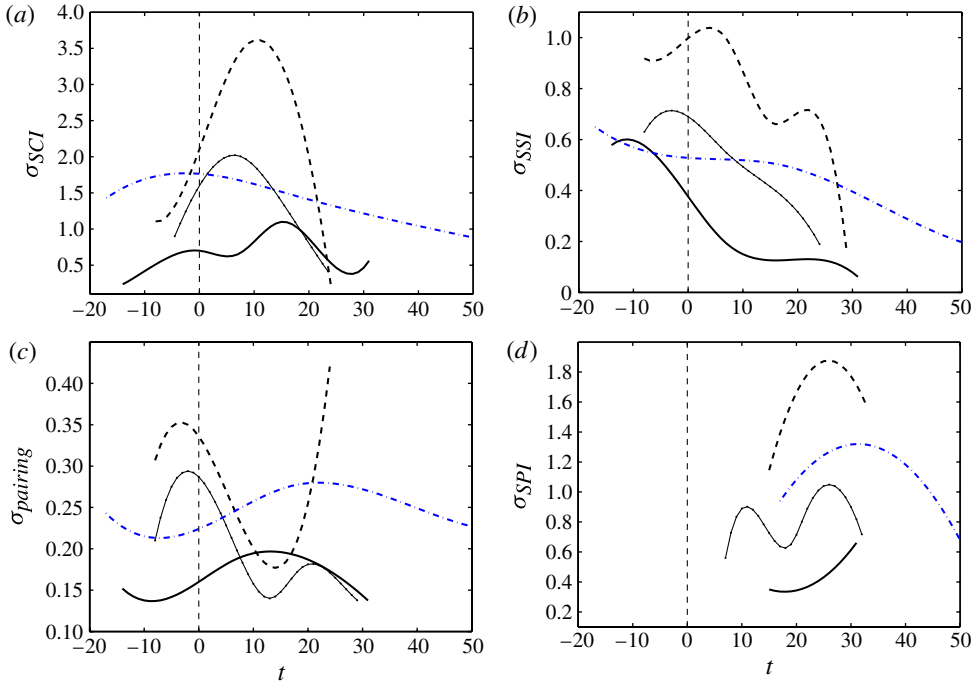 (a)
σSCI
4.0
3.5
3.0
2.5
2.0
1.5
1.0
0.5
−20 −10 0 10 20 30 40 50
(b)
σSSI
1.0
0.8
0.6
0.4
0.2
0
−20 −10 0 10 20 30 40 50
(c)
σpairing
0.40
0.35
0.30
0.25
0.20
0.15
0.10
−20 −10 0 10 20 30 40 50
t
(d)
σSPI
1.8
1.6
1.4
1.2
1.0
0.8
0.6
0.4
0.2
−20 −10 0 10 20 30 40 50
t